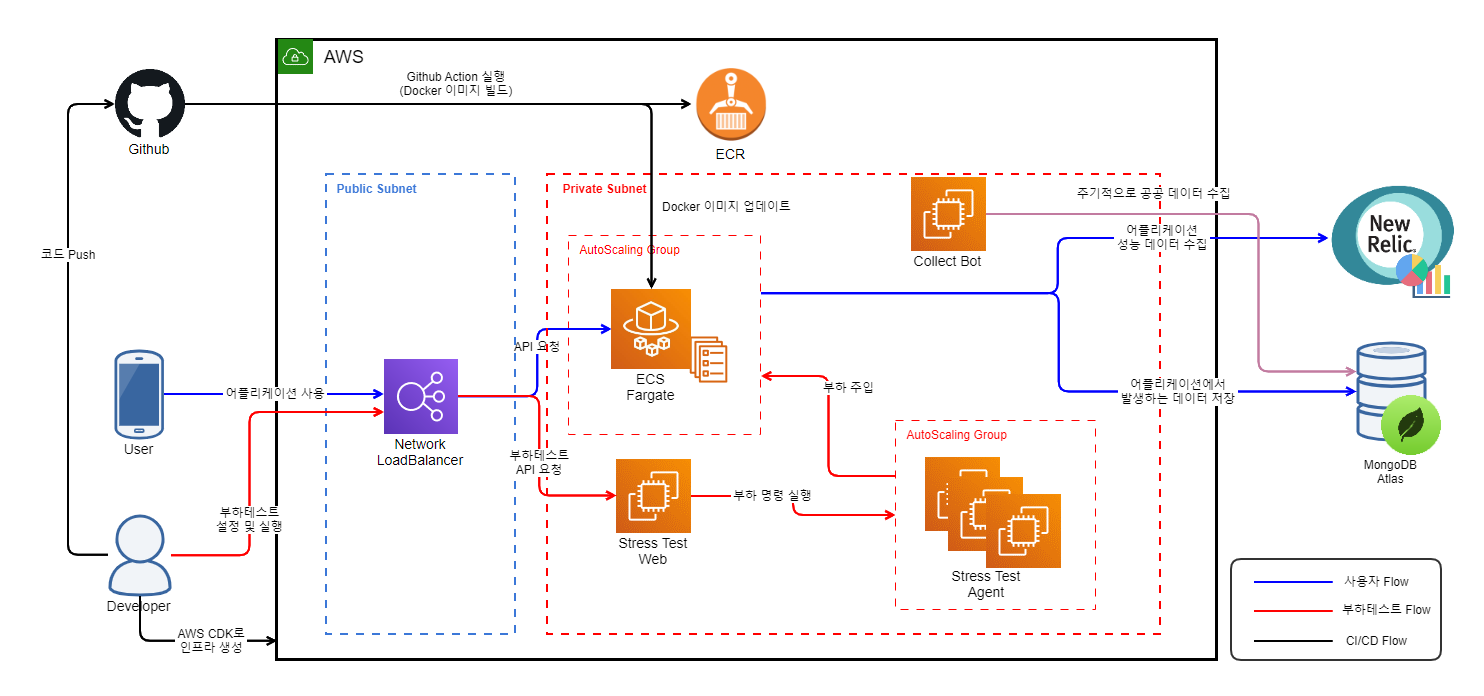 AWS
Github Action 실행
(Docker 이미지 빌드)
Github
ECR
Public Subnet
Private Subnet
Docker 이미지 업데이트
주기적으로 공공 데이터 수집
New
Relic
어플리케이션
성능 데이터 수집
코드 Push
AutoScaling Group
Collect Bot
API 요청
ECS
Fargate
부하 주입
어플리케이션 사용
어플리케이션에서
발생하는 데이터 저장
User
Network
LoadBalancer
AutoScaling Group
부하테스트
API 요청
MongoDB
Atlas
부하 명령 실행
부하테스트
설정 및 실행
Stress Test
Web
Stress Test
Agent
Developer
AWS CDK로
인프라 생성
사용자 Flow
부하테스트 Flow
CI/CD Flow